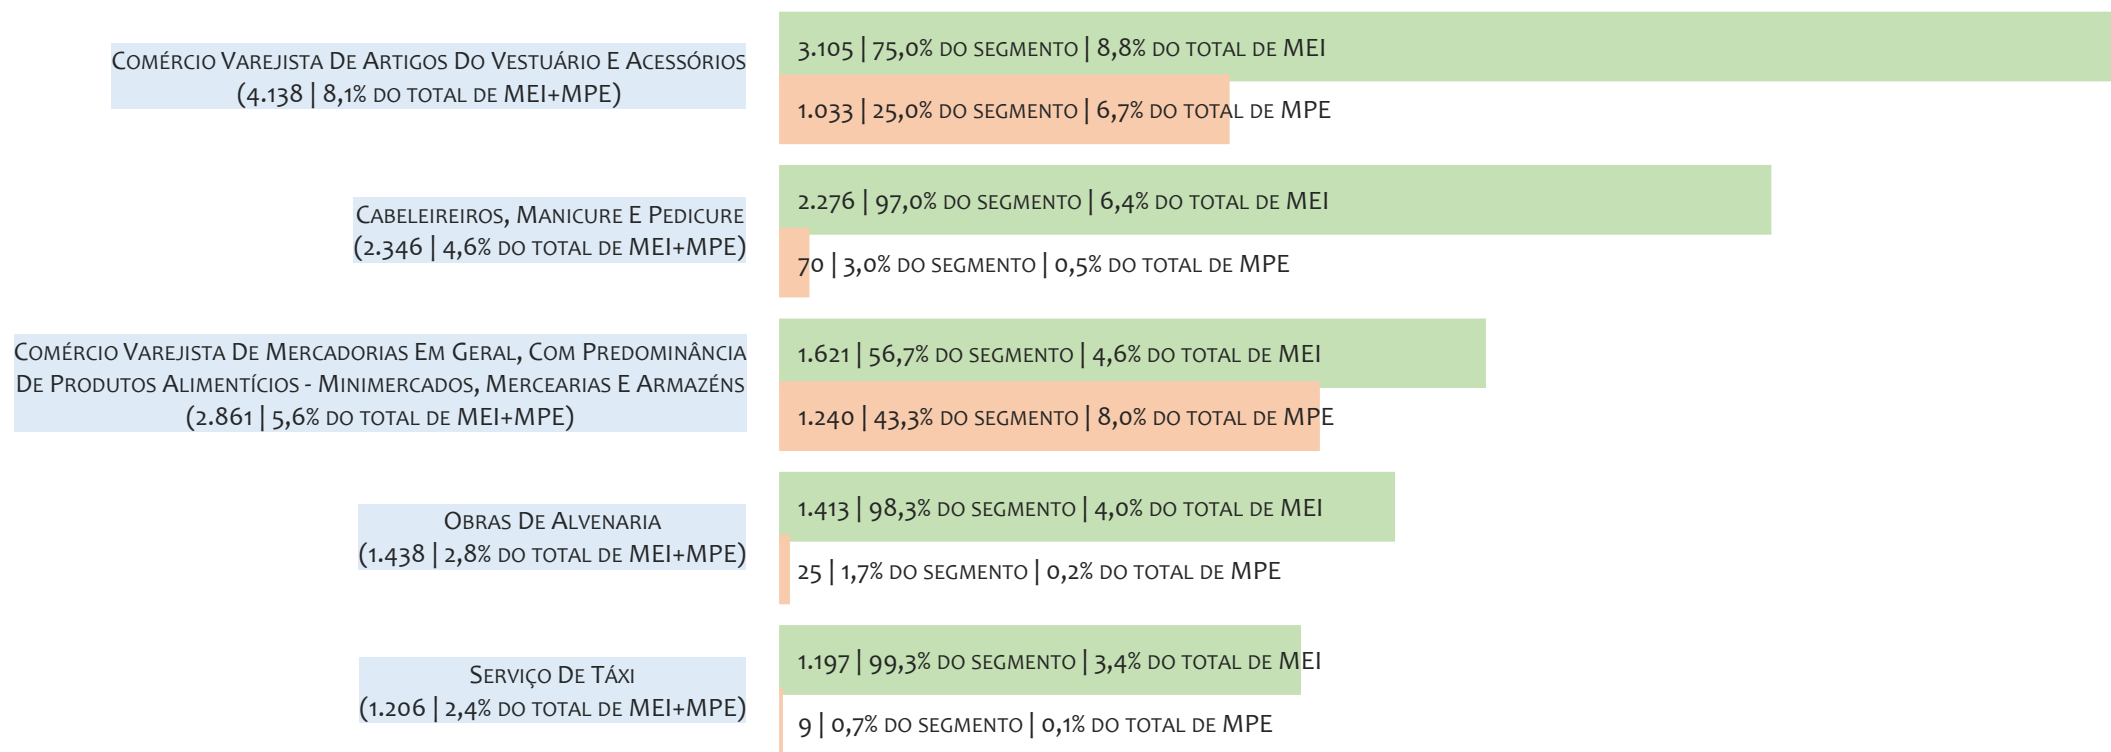 Comércio Varejista De Artigos Do Vestuário E Acessórios
(4.138 | 8,1% do total de MEI+MPE)
3.105 | 75,0% do segmento | 8,8% do total de MEI
1.033 | 25,0% do segmento | 6,7% do total de MPE
Cabeleireiros, Manicure E Pedicure
(2.346 | 4,6% do total de MEI+MPE)
2.276 | 97,0% do segmento | 6,4% do total de MEI
70 | 3,0% do segmento | 0,5% do total de MPE
Comércio Varejista De Mercadorias Em Geral, Com Predominância
De Produtos Alimentícios - Minimercados, Mercearias E Armazéns
(2.861 | 5,6% do total de MEI+MPE)
1.621 | 56,7% do segmento | 4,6% do total de MEI
1.240 | 43,3% do segmento | 8,0% do total de MPE
Obras De Alvenaria
(1.438 | 2,8% do total de MEI+MPE)
1.413 | 98,3% do segmento | 4,0% do total de MEI
25 | 1,7% do segmento | 0,2% do total de MPE
Serviço De Táxi
(1.206 | 2,4% do total de MEI+MPE)
1.197 | 99,3% do segmento | 3,4% do total de MEI
9 | 0,7% do segmento | 0,1% do total de MPE